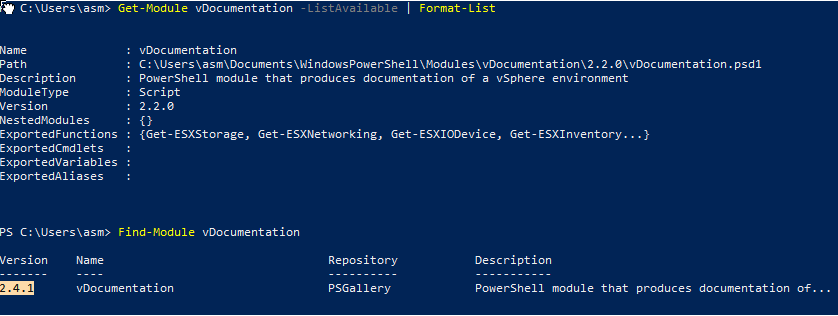 C:\Users\asm> Get-Module vDocumentation -ListAvailable | Format-List
Name : vDocumentation
Path : C:\Users\asm\Documents\WindowsPowerShell\Modules\vDocumentation\2.2.0\vDocumentation.psd1
Description : PowerShell module that produces documentation of a vSphere environment
ModuleType : Script
Version : 2.2.0
NestedModules : {}
ExportedFunctions : {Get-ESXStorage, Get-ESXNetworking, Get-ESXIODevice, Get-ESXInventory...}
ExportedCmdlets :
ExportedVariables :
ExportedAliases :
PS C:\Users\asm> Find-Module vDocumentation
Version Name Repository Description
------- ---- ---------- -----------
2.4.1 vDocumentation PSGallery PowerShell module that produces documentation of...